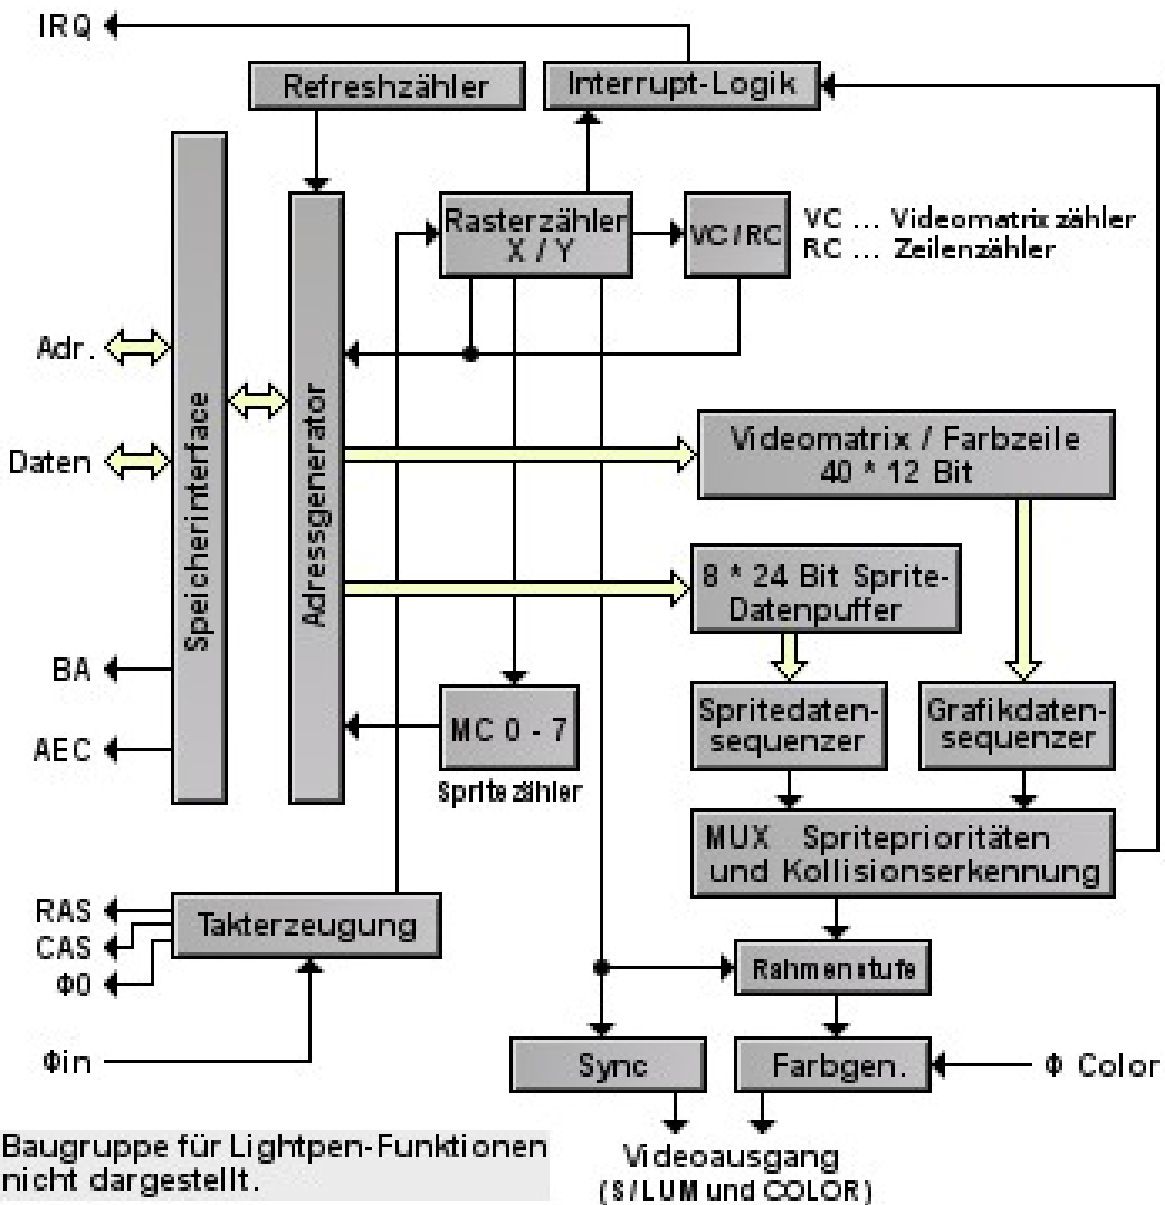 IRQ
Refreshzähler
Interrupt-Logik
Rasterzähler
X / Y
VC / RC
VC ... Videomatrixzähler
RC ... Zeilenzähler
Adr.
Daten
Speicherinterface
Adressgenerator
Videomatrix / Farbzeile
40 * 12 Bit
8 * 24 Bit Sprite-
Datenpuffer
BA
AEC
MC 0 - 7
Spritezähler
Spritedaten-
sequenzer
Grafikdaten-
sequenzer
MUX Spriteprioritäten
und Kollisionserkennung
RAS
CAS
Φ0
Takterzeugung
Rahmenstufe
Φin
Sync
Farbgen.
Φ Color
Baugruppe für Lightpen-Funktionen
nicht dargestellt.
Videoausgang
(S/LUM und COLOR)